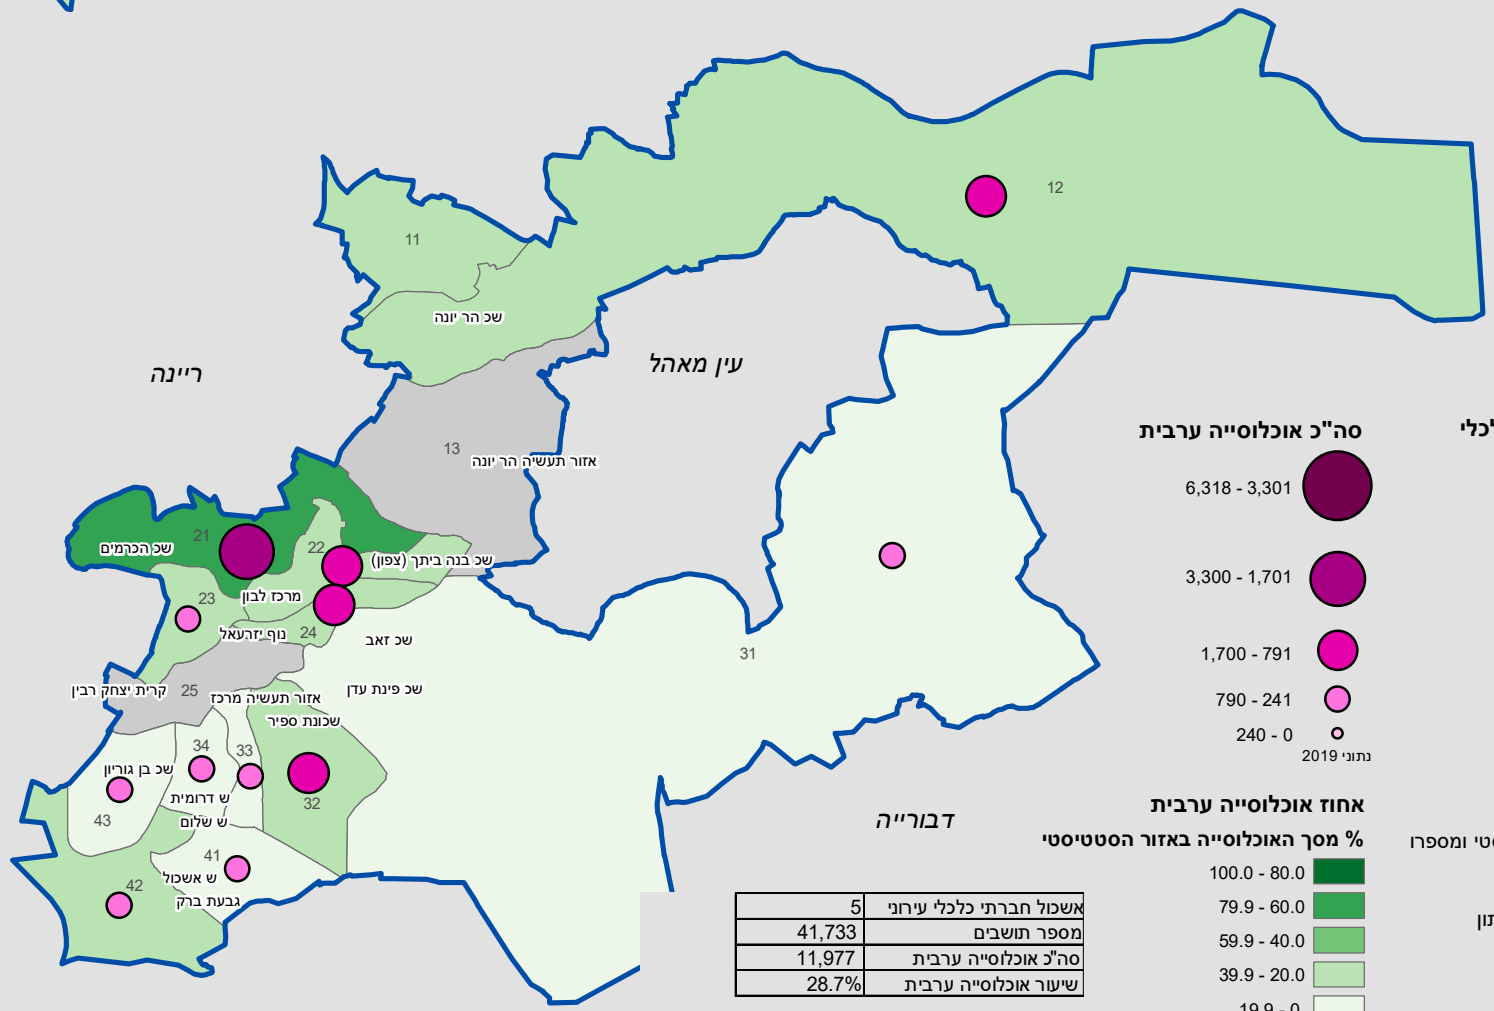 12
11
שכ הר יונה
ריינה
עין מאהל
13
אזור תעשיה הר יונה
21
שכ הכרמים
22
שכ בנה ביתך (צפון)
23
מרכז לבון
נוף יזרעאל
24
שכ זאב
31
קרית יצחק רבין
25
שכ פינת עדן
אזור תעשיה מרכז
שכונת ספיר
34
33
שכ בן גוריון
ש דרומית
32
43
ש שלום
41
ש אשכול
42
גבעת ברק
דבורייה
סה"כ אוכלוסייה ערבית
6,318 - 3,301
3,300 - 1,701
1,700 - 791
790 - 241
240 - 0
נתוני 2019
אחוז אוכלוסייה ערבית
% מסך האוכלוסייה באזור הסטטיסטי
100.0 - 80.0
79.9 - 60.0
59.9 - 40.0
39.9 - 20.0
19.9 - 0
אשכול חברתי כלכלי עירוני 5
מספר תושבים 41,733
סה"כ אוכלוסייה ערבית 11,977
שיעור אוכלוסייה ערבית 28.7%
ומספרו